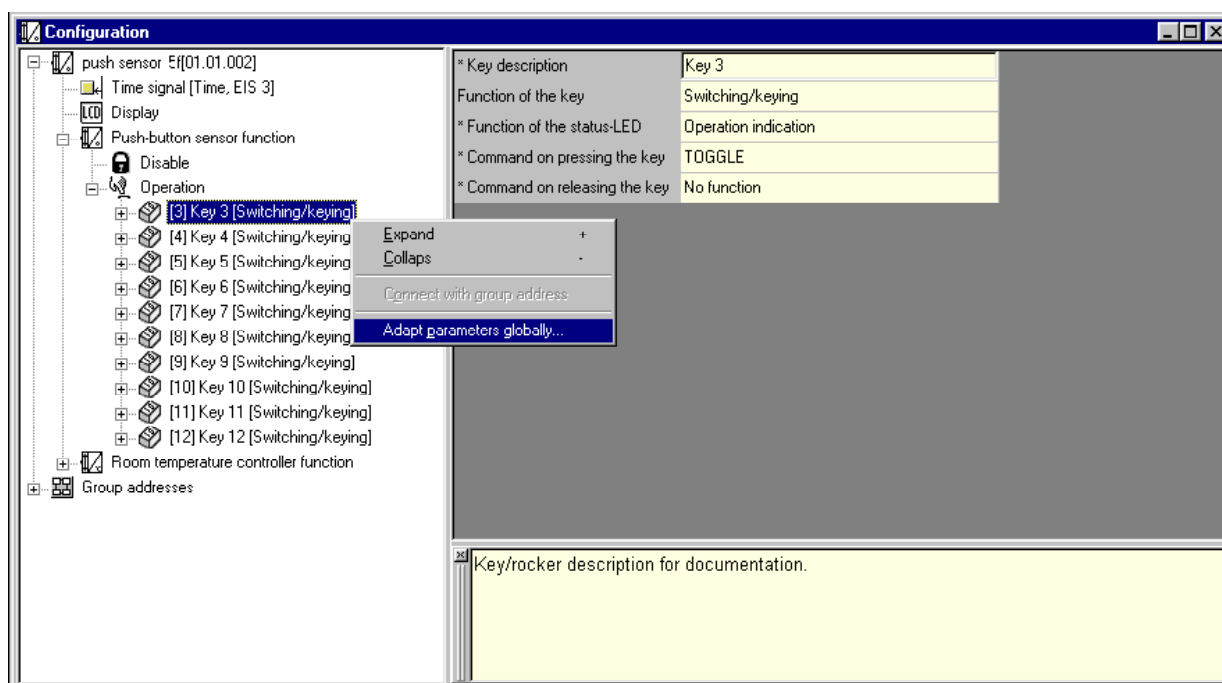 Configuration
push sensor 5f[01.01.002]
Time signal [Time, EIS 3]
LCD Display
Push-button sensor function
Disable
Operation
[3] Key 3 [Switching/keying]
[4] Key 4 [Switching/keying
[5] Key 5 [Switching/keying
[6] Key 6 [Switching/keying
[7] Key 7 [Switching/keying
[8] Key 8 [Switching/keying
[9] Key 9 [Switching/keying]
[10] Key 10 [Switching/keying]
[11] Key 11 [Switching/keying]
[12] Key 12 [Switching/keying]
Room temperature controller function
Group addresses
Expand +
Collaps -
Connect with group address
Adapt parameters globally...
* Key description Key 3
Function of the key Switching/keying
* Function of the status-LED Operation indication
* Command on pressing the key TOGGLE
* Command on releasing the key No function
Key/rocker description for documentation.